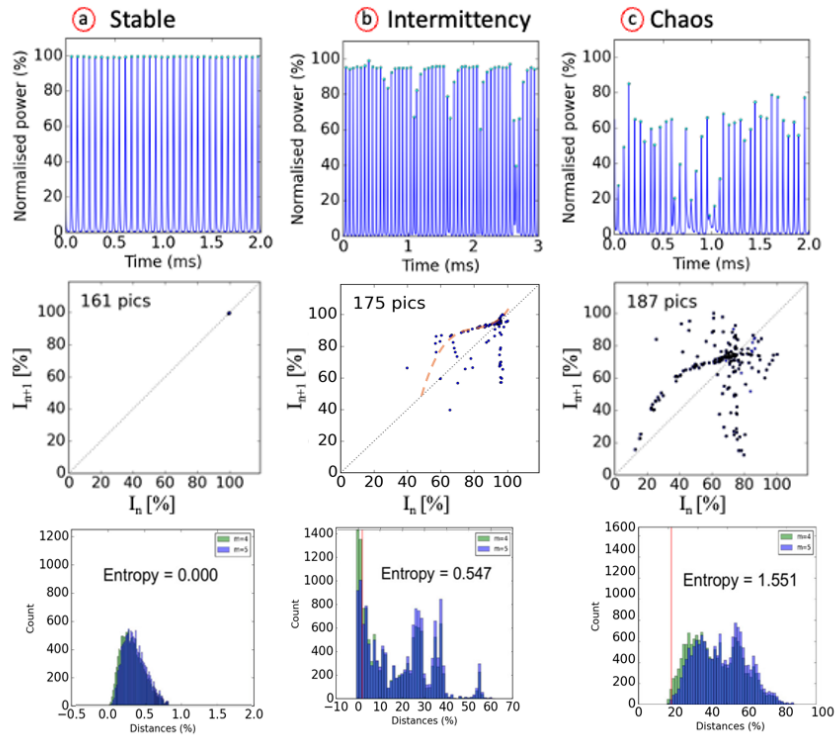 a Stable
b Intermittency
c Chaos
Normalised power (%)
100
80
60
40
20
0
0.0 0.5 1.0 1.5 2.0
Time (ms)
Normalised power (%)
100
80
60
40
20
0
0 1 2 3
Time (ms)
Normalised power (%)
100
80
60
40
20
0
0.0 0.5 1.0 1.5 2.0
Time (ms)
161 pics
I_{n+1} [%]
100
80
60
40
20
0
0 20 40 60 80 100
I_n [%]
175 pics
I_{n+1} [%]
100
80
60
40
20
0
0 20 40 60 80 100
I_n [%]
187 pics
I_{n+1} [%]
100
80
60
40
20
0
0 20 40 60 80 100
I_n [%]
m=4
m=5
Entropy = 0.000
Count
1200
1000
800
600
400
200
0
-0.5 0.0 0.5 1.0 1.5 2.0
Distances (%)
m=4
m=5
Entropy = 0.547
Count
1400
1200
1000
800
600
400
200
0
-10 0 10 20 30 40 50 60 70
Distances (%)
m=4
m=5
Entropy = 1.551
Count
1600
1400
1200
1000
800
600
400
200
0
0 20 40 60 80 100
Distances (%)